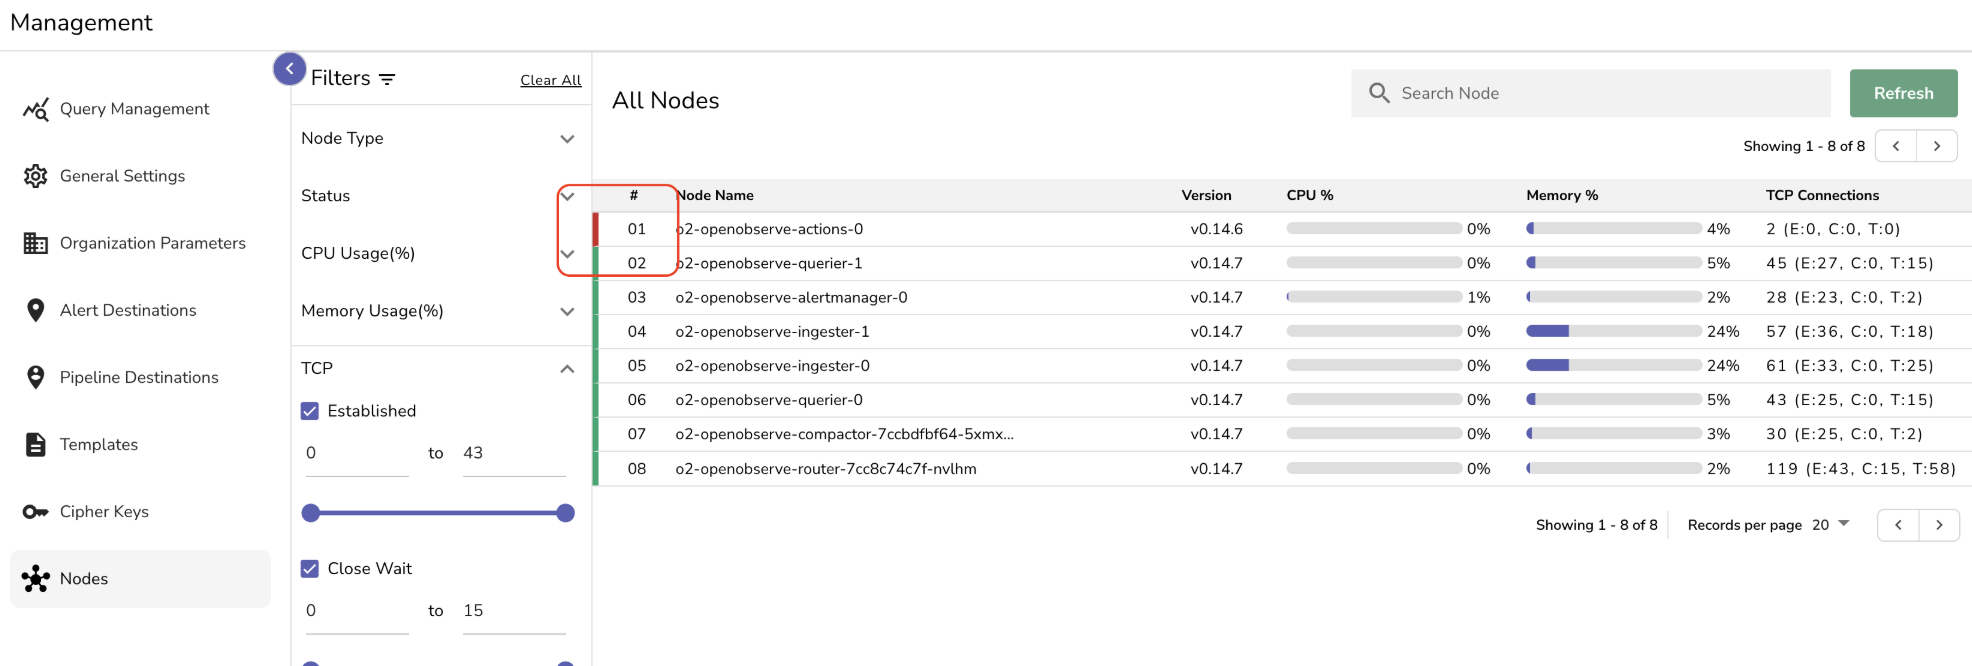 Management
Query Management
General Settings
Organization Parameters
Alert Destinations
Pipeline Destinations
Templates
Cipher Keys
Nodes
Filters
Clear All
Node Type
Status
CPU Usage(%)
Memory Usage(%)
TCP
Established
0 to 43
Close Wait
0 to 15
All Nodes
Search Node
Refresh
Showing 1 - 8 of 8
# Node Name Version CPU % Memory % TCP Connections
01 o2-openobserve-actions-0 v0.14.6 0% 4% 2 (E:0, C:0, T:0)
02 o2-openobserve-querier-1 v0.14.7 0% 5% 45 (E:27, C:0, T:15)
03 o2-openobserve-alertmanager-0 v0.14.7 1% 2% 28 (E:23, C:0, T:2)
04 o2-openobserve-ingester-1 v0.14.7 0% 24% 57 (E:36, C:0, T:18)
05 o2-openobserve-ingester-0 v0.14.7 0% 24% 61 (E:33, C:0, T:25)
06 o2-openobserve-querier-0 v0.14.7 0% 5% 43 (E:25, C:0, T:15)
07 o2-openobserve-compactor-7ccbdfbf64-5xmx... v0.14.7 0% 3% 30 (E:25, C:0, T:2)
08 o2-openobserve-router-7cc8c74c7f-nvlhm v0.14.7 0% 2% 119 (E:43, C:15, T:58)
Showing 1 - 8 of 8 Records per page 20